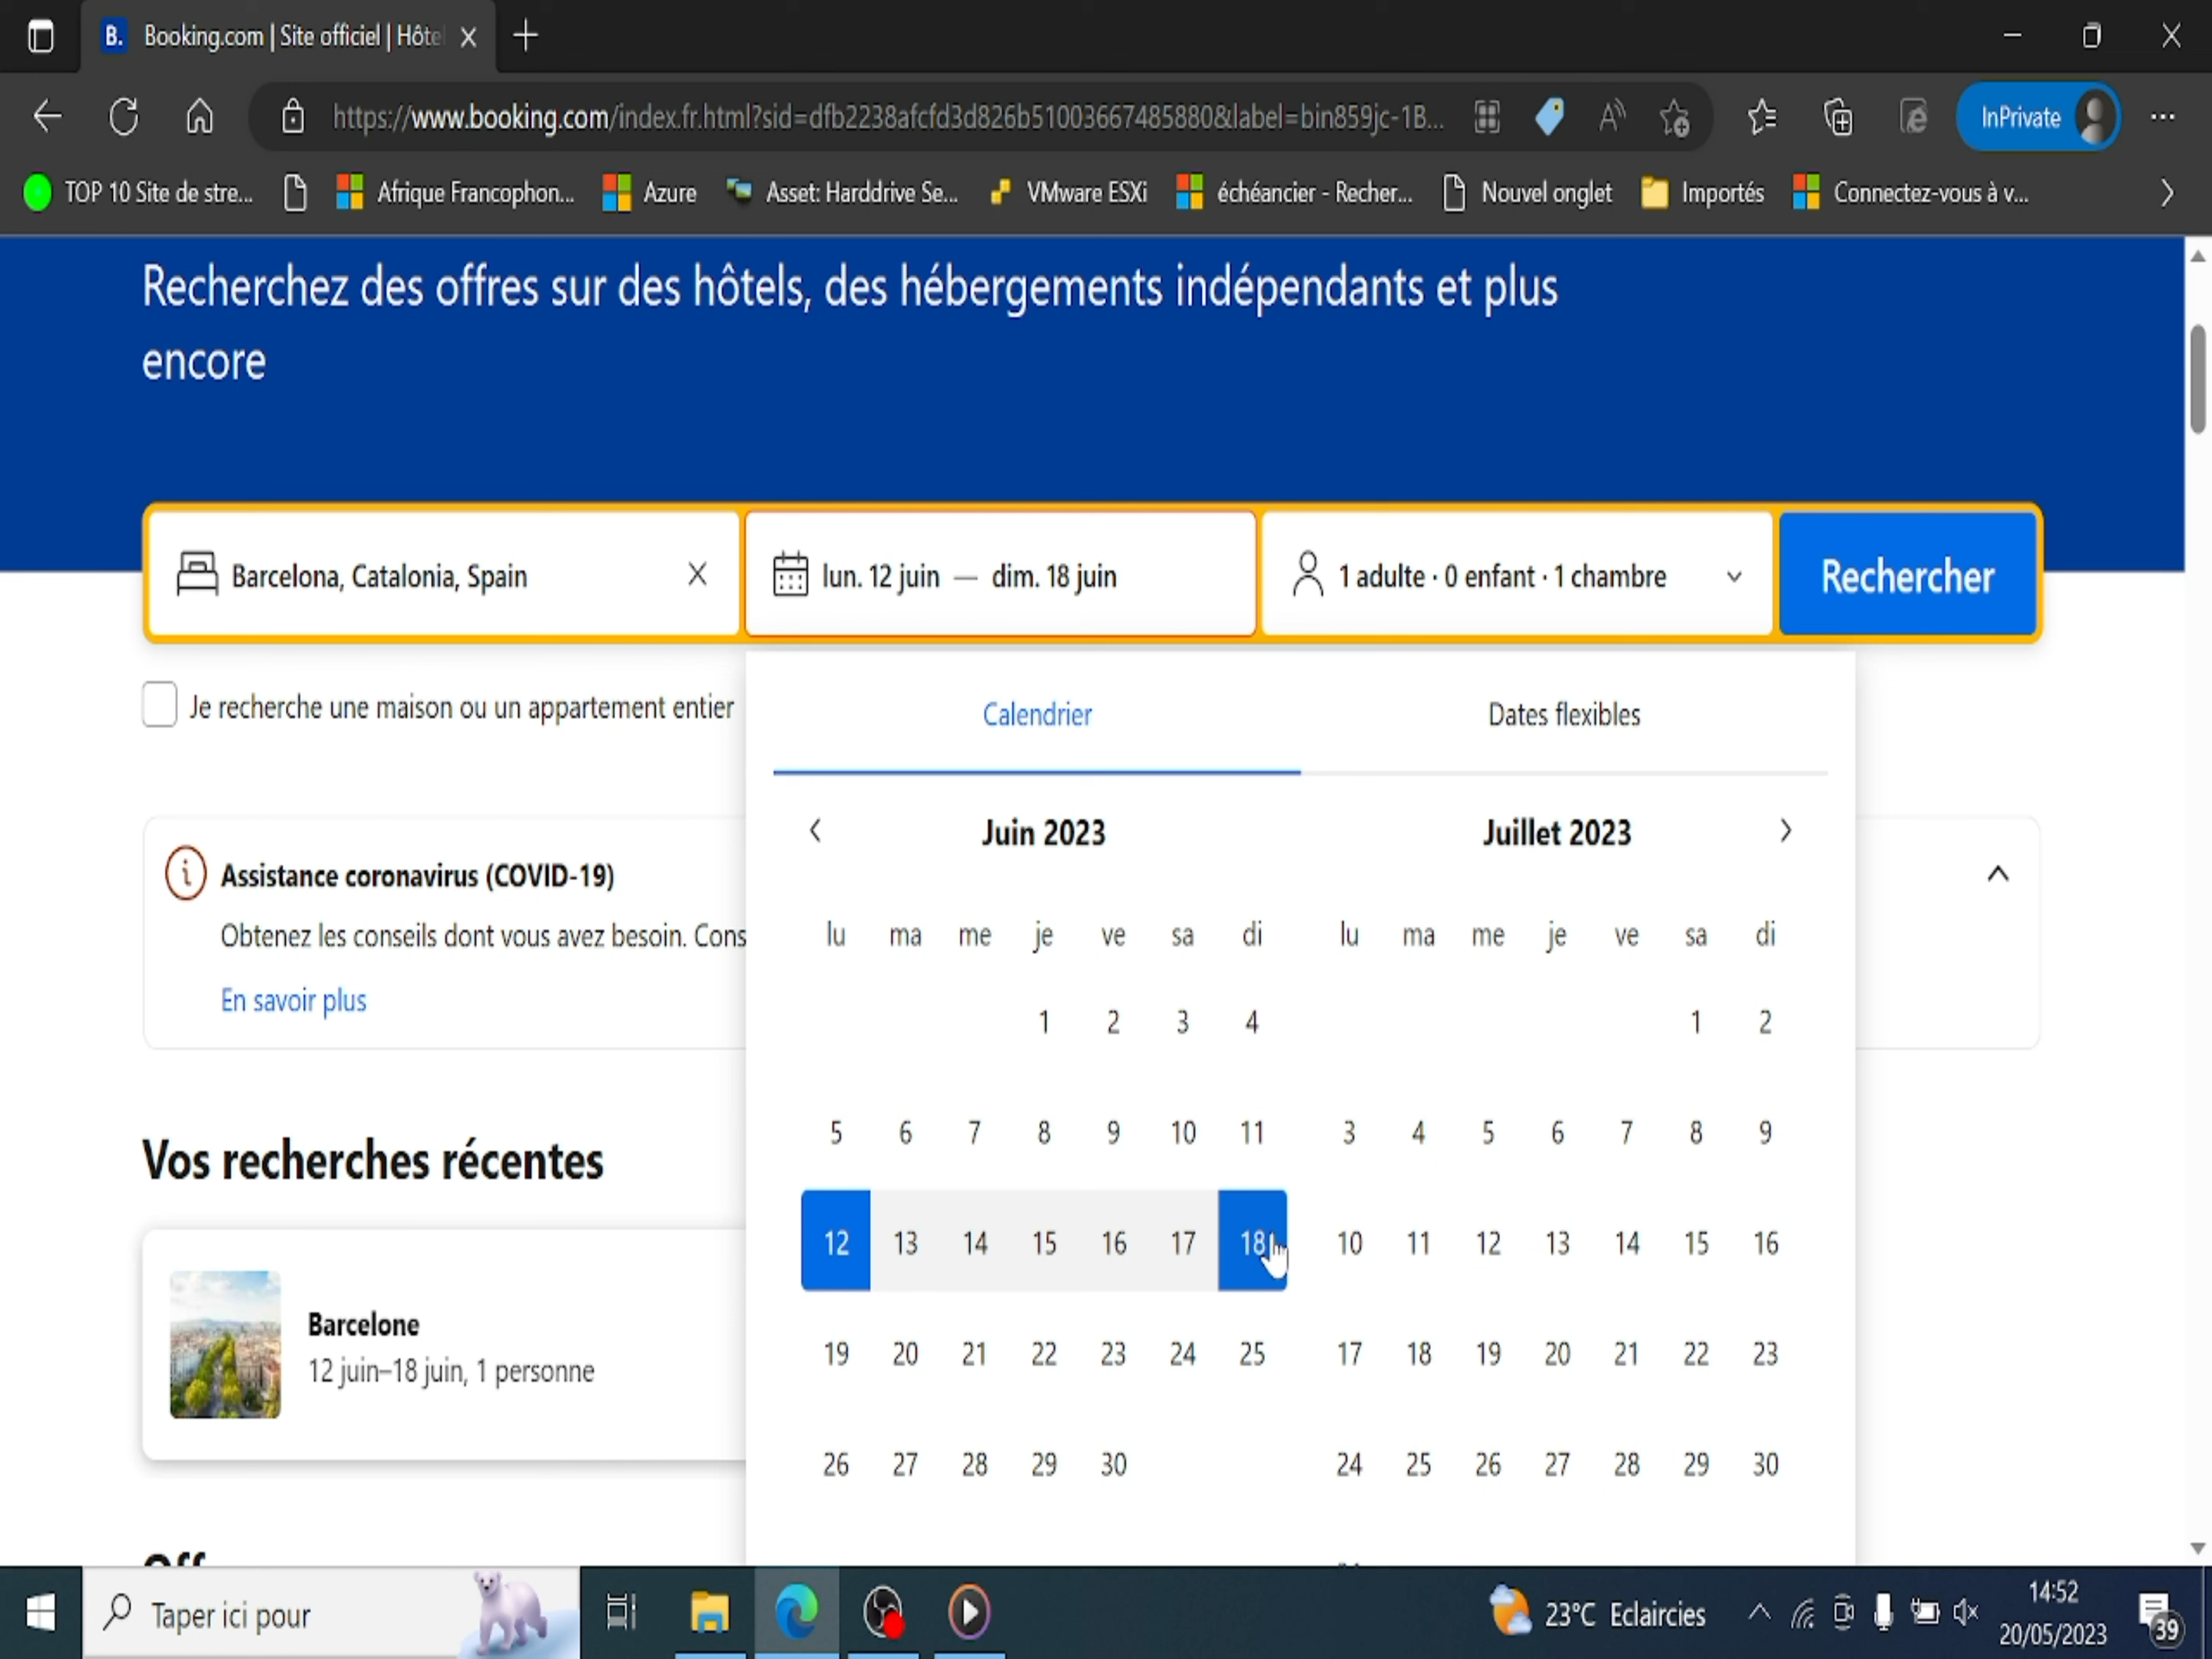 Booking.com | Site officiel | Hôte
https://www.booking.com/index.fr.html?sid=dfb2238afcfd3d826b51003667485880&label=bin859jc-1B...
InPrivate
TOP 10 Site de stre...
Afrique Francophon...
Azure
Asset: Harddrive Se...
VMware ESXi
échéancier - Recher...
Nouvel onglet
Importés
Connectez-vous à v...
Recherchez des offres sur des hôtels, des hébergements indépendants et plus
encore
Barcelona, Catalonia, Spain
lun. 12 juin — dim. 18 juin
1 adulte · 0 enfant · 1 chambre
Rechercher
Je recherche une maison ou un appartement entier
Calendrier
Dates flexibles
Assistance coronavirus (COVID-19)
Obtenez les conseils dont vous avez besoin. Cons
En savoir plus
Vos recherches récentes
Barcelone
12 juin–18 juin, 1 personne
Juin 2023
lu ma me je ve sa di
1 2 3 4
5 6 7 8 9 10 11
12 13 14 15 16 17 18
19 20 21 22 23 24 25
26 27 28 29 30
Juillet 2023
lu ma me je ve sa di
1 2
3 4 5 6 7 8 9
10 11 12 13 14 15 16
17 18 19 20 21 22 23
24 25 26 27 28 29 30
Taper ici pour
23°C Eclaircies
14:52
20/05/2023
39